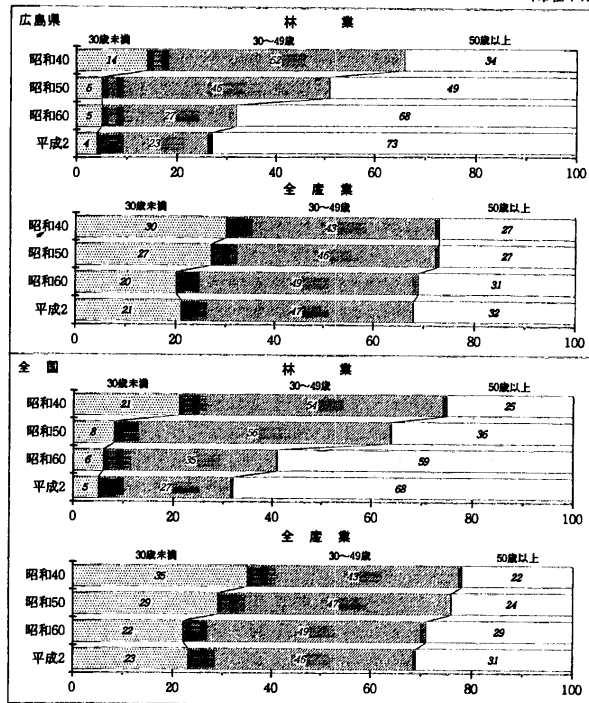 広島県
林業
30歳未満 30~49歳 50歳以上
昭和40 14 52 34
昭和50 6 45 49
昭和60 5 27 68
平成2 4 23 73
0 20 40 60 80 100
全産業
30歳未満 30~49歳 50歳以上
昭和40 30 43 27
昭和50 27 46 27
昭和60 20 49 31
平成2 21 47 32
0 20 40 60 80 100
全国
林業
30歳未満 30~49歳 50歳以上
昭和40 21 54 25
昭和50 8 56 36
昭和60 6 35 59
平成2 5 27 68
0 20 40 60 80 100
全産業
30歳未満 30~49歳 50歳以上
昭和40 35 43 22
昭和50 29 47 24
昭和60 22 49 29
平成2 23 46 31
0 20 40 60 80 100